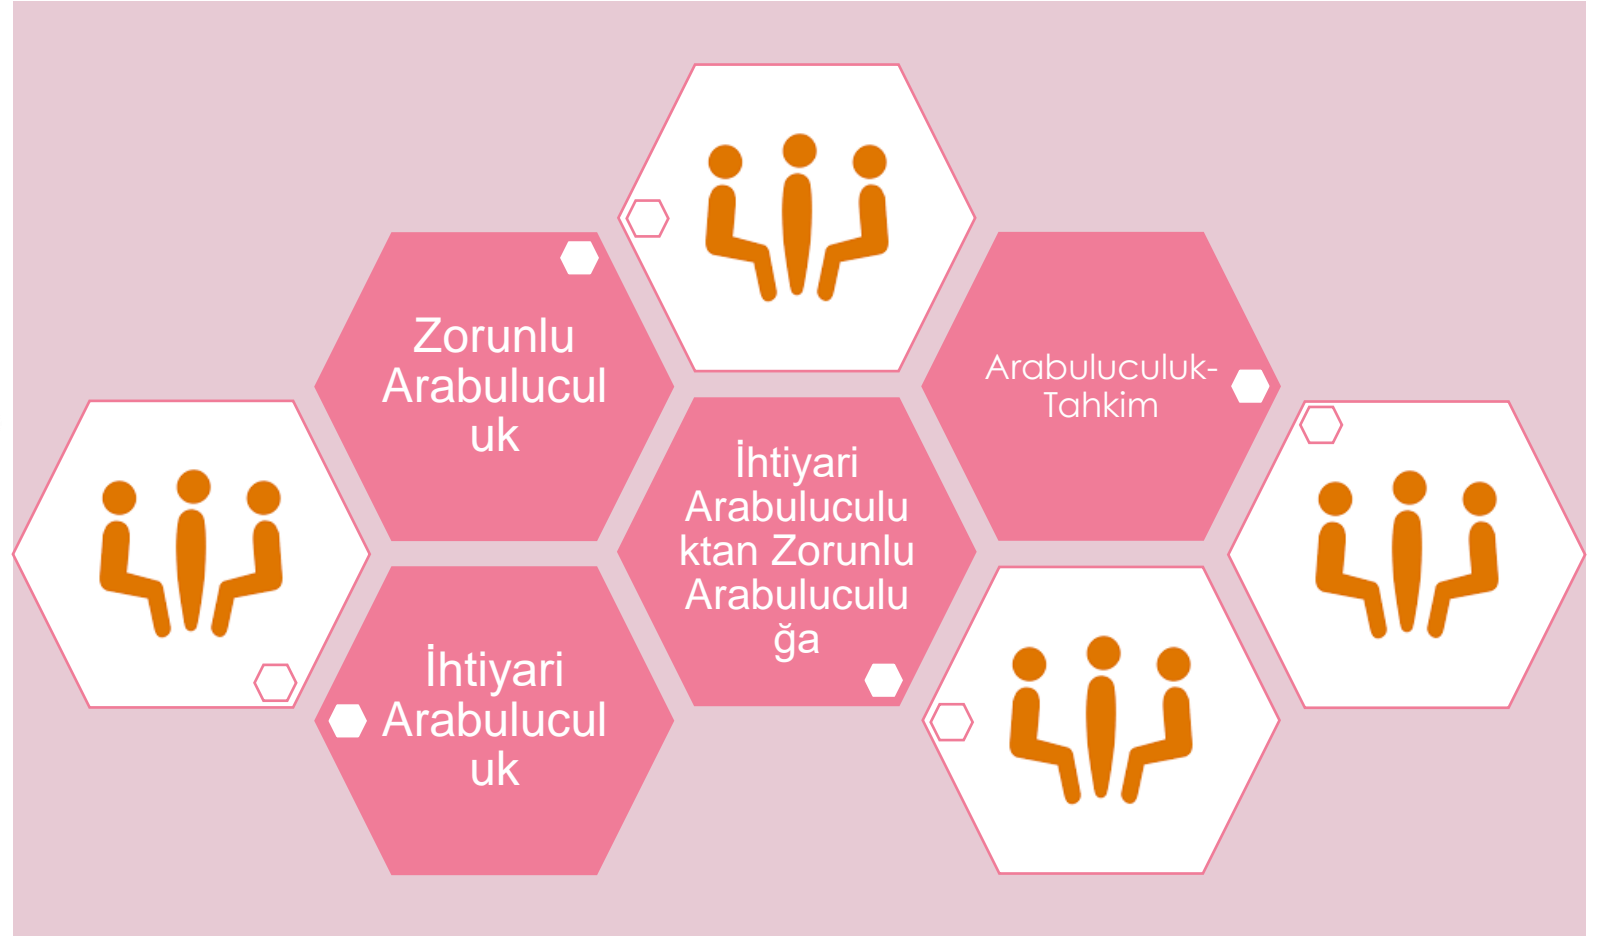 Zorunlu
Arabulucul
uk
Arabuluculuk-
Tahkim
İhtiyari
Arabuluculu
ktan Zorunlu
Arabuluculu
ğa
İhtiyari
Arabulucul
uk